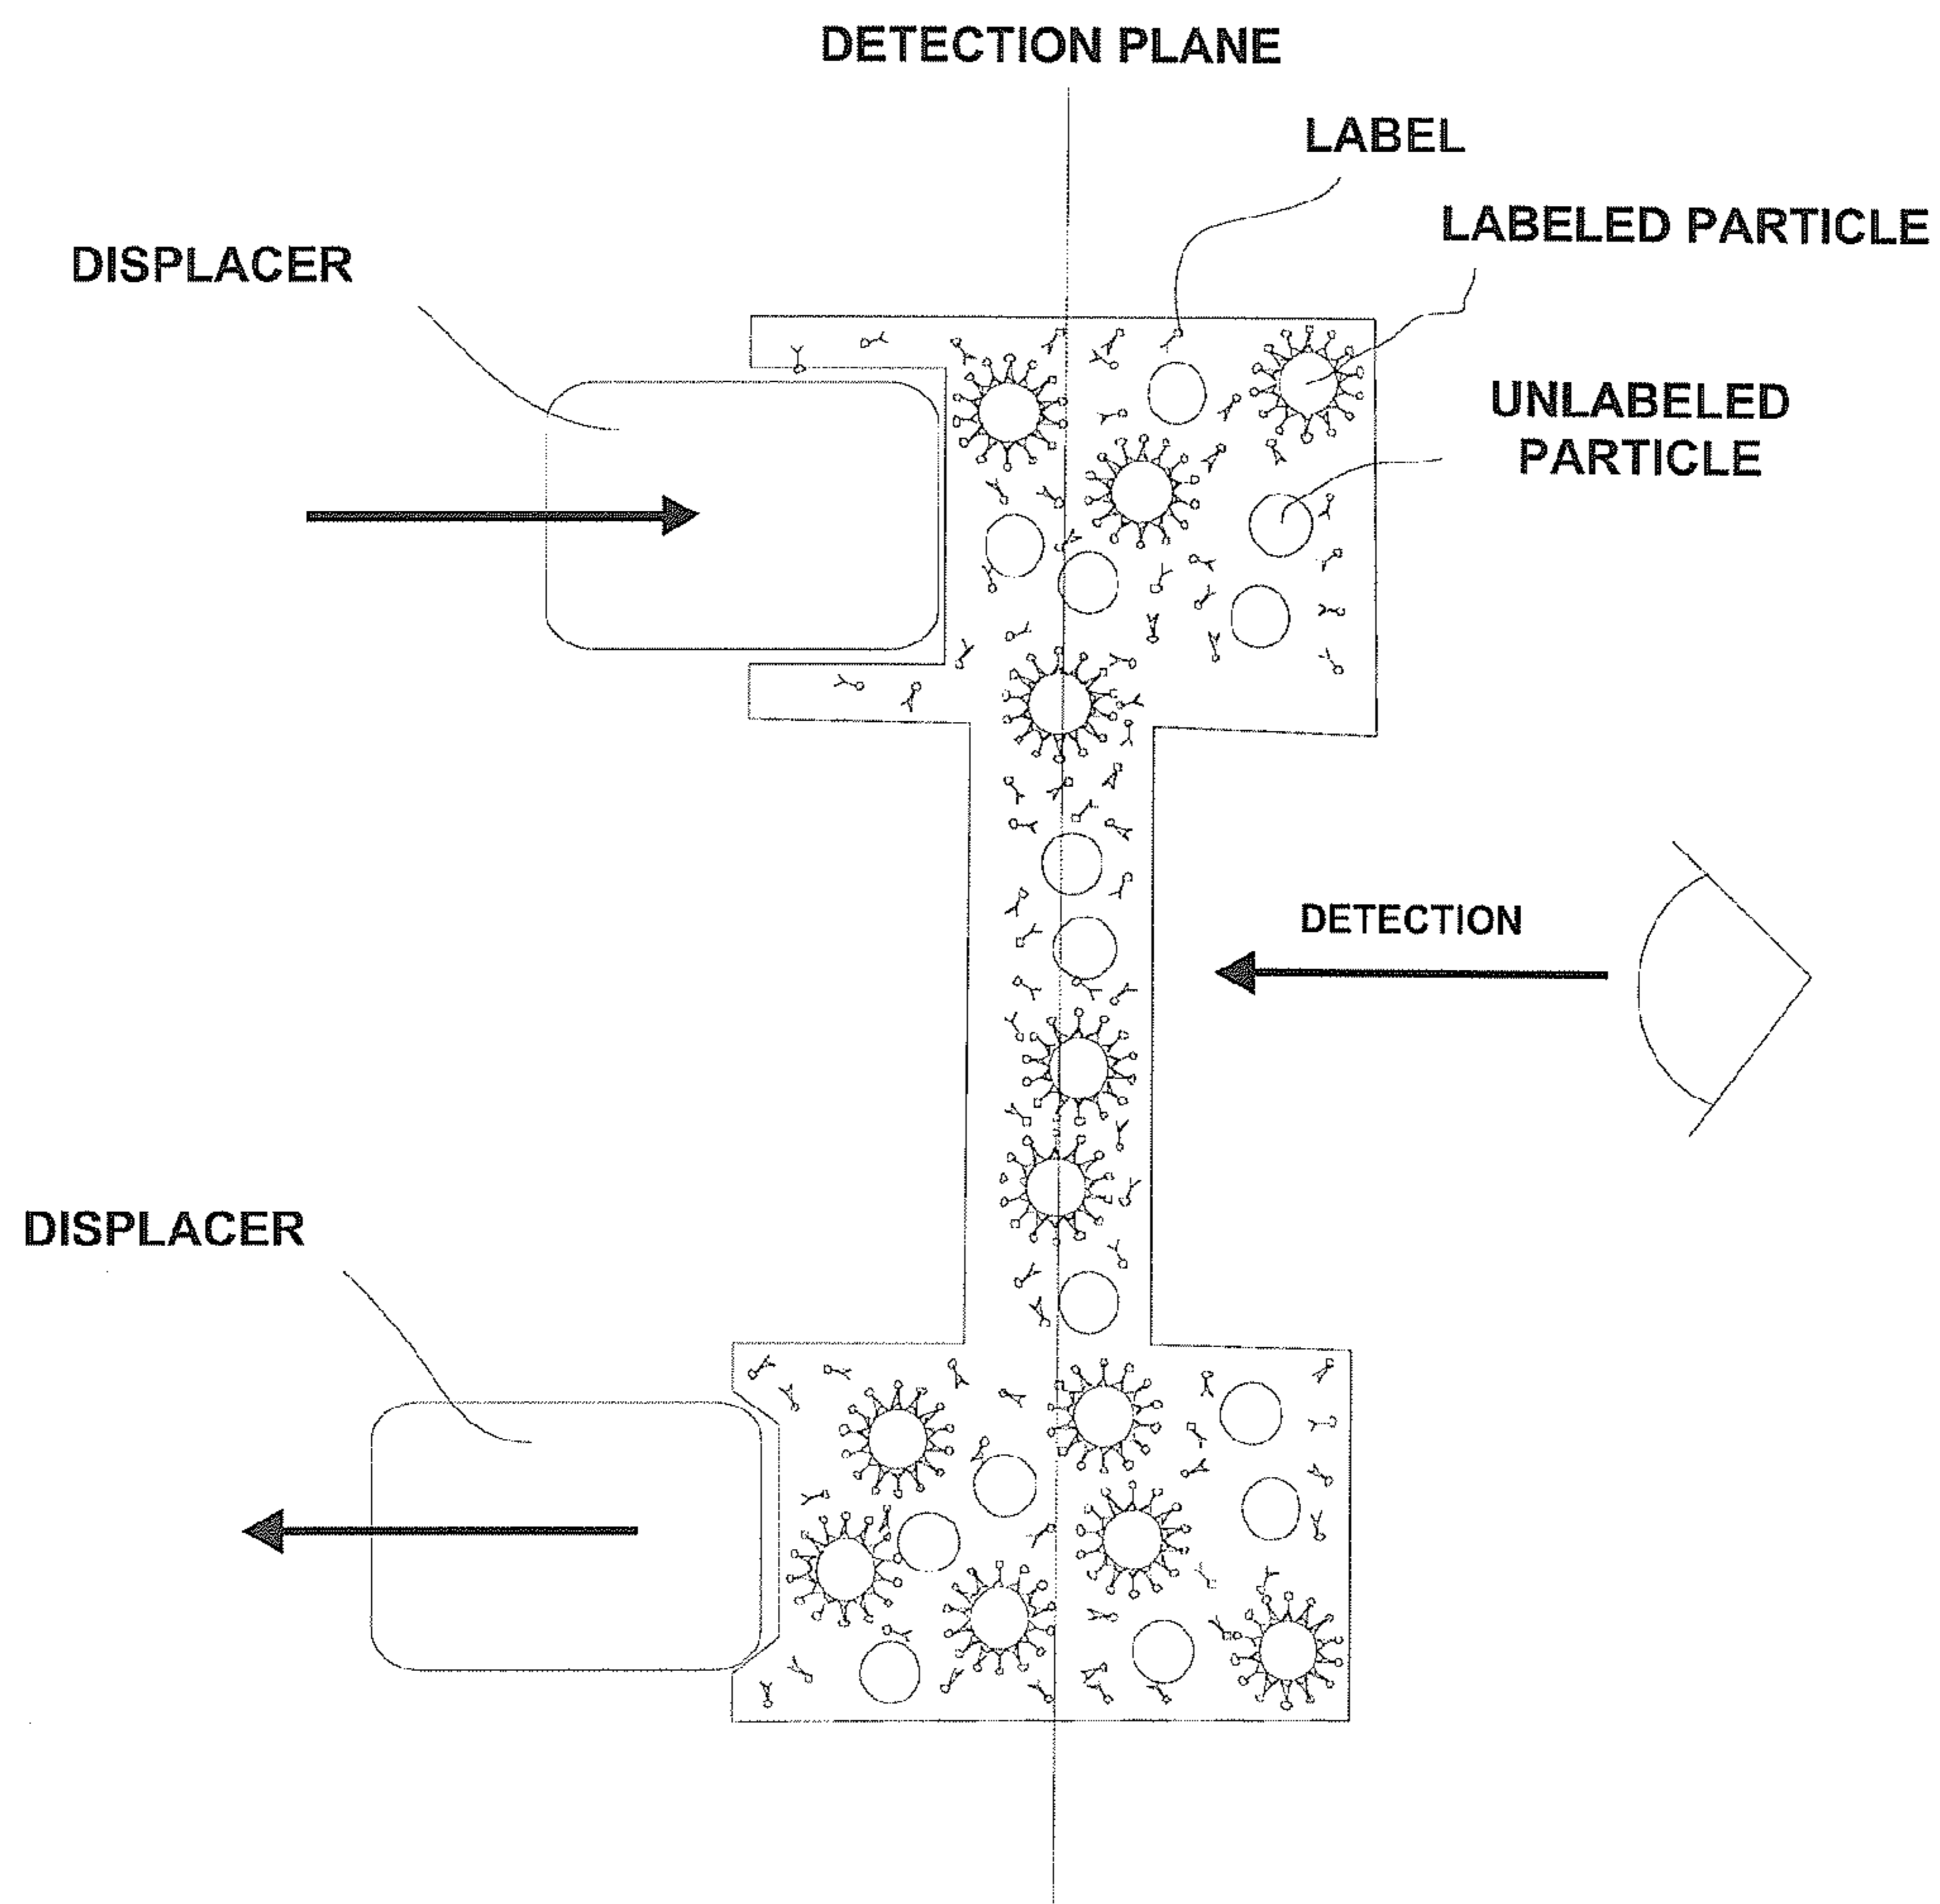 DETECTION PLANE
LABEL
LABELED PARTICLE
DISPLACER
UNLABELED
PARTICLE
DETECTION
DISPLACER